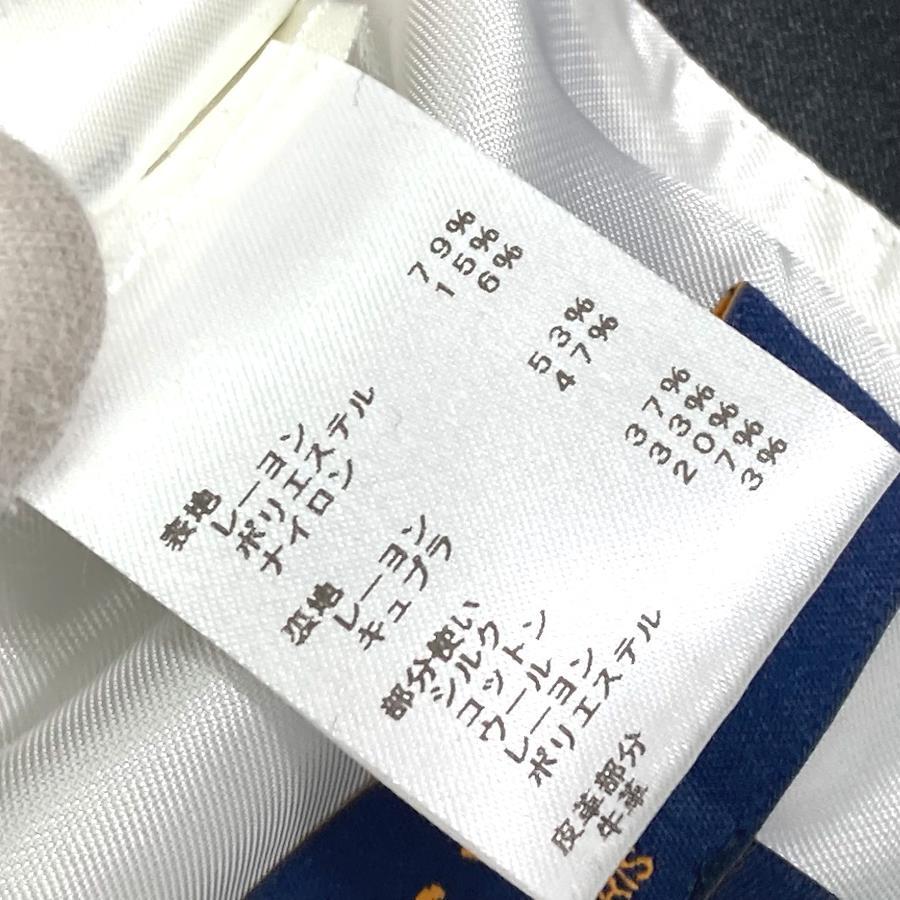 表地
レーヨン 79%
ポリエステル 15%
ナイロン 6%
裏地
レーヨン 53%
キュプラ 47%
部分使い
シルク 37%
コットン 33%
ウール 20%
レーヨン 7%
ポリエステル 3%
皮革部分
牛革